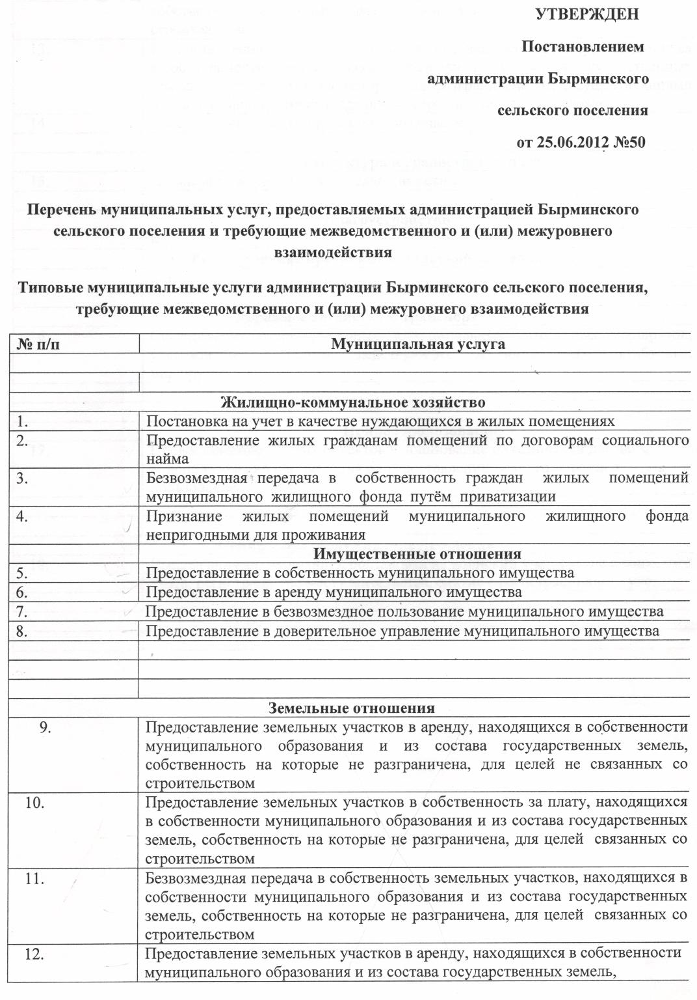 УТВЕРЖДЕН
Постановлением
администрации Бырминского
сельского поселения
от 25.06.2012 №50
Перечень муниципальных услуг, предоставляемых администрацией Бырминского
сельского поселения и требующие межведомственного и (или) межуровнего
взаимодействия
Типовые муниципальные услуги администрации Бырминского сельского поселения,
требующие межведомственного и (или) межуровнего взаимодействия
№ п/п Муниципальная услуга
Жилищно-коммунальное хозяйство
1. Постановка на учет в качестве нуждающихся в жилых помещениях
2. Предоставление жилых гражданам помещений по договорам социального
найма
3. Безвозмездная передача в собственность граждан жилых помещений
муниципального жилищного фонда путём приватизации
4. Признание жилых помещений муниципального жилищного фонда
непригодными для проживания
Имущественные отношения
5. Предоставление в собственность муниципального имущества
6. Предоставление в аренду муниципального имущества
7. Предоставление в безвозмездное пользование муниципального имущества
8. Предоставление в доверительное управление муниципального имущества
Земельные отношения
9. Предоставление земельных участков в аренду, находящихся в собственности
муниципального образования и из состава государственных земель,
собственность на которые не разграничена, для целей не связанных со
строительством
10. Предоставление земельных участков в собственность за плату, находящихся
в собственности муниципального образования и из состава государственных
земель, собственность на которые не разграничена, для целей связанных со
строительством
11. Безвозмездная передача в собственность земельных участков, находящихся в
собственности муниципального образования и из состава государственных
земель, собственность на которые не разграничена, для целей связанных со
строительством
12. Предоставление земельных участков в аренду, находящихся в собственности
муниципального образования и из состава государственных земель,